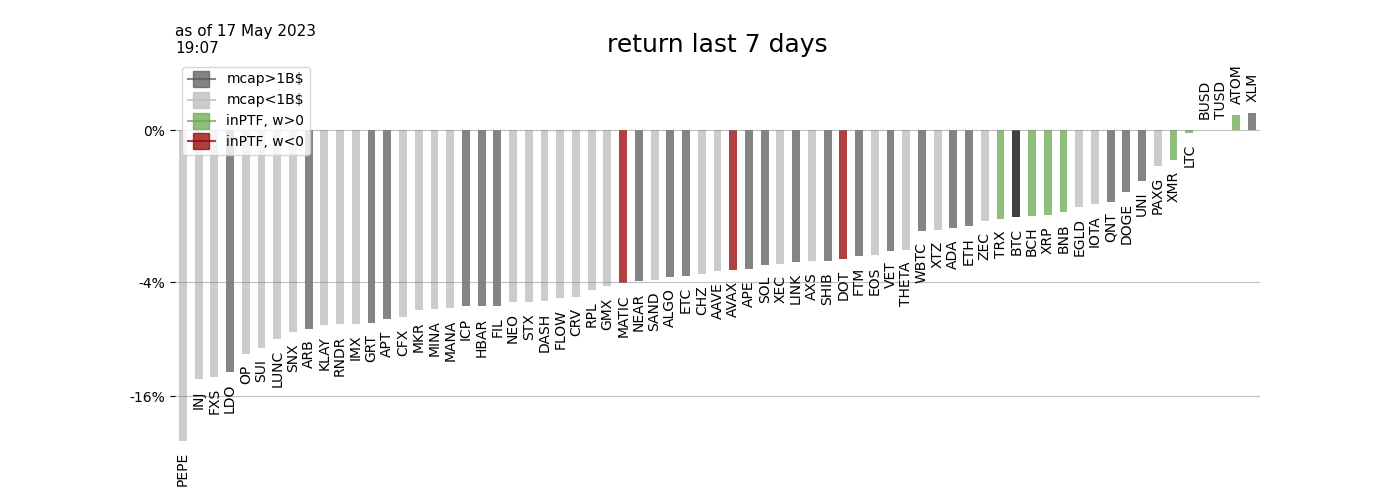 as of 17 May 2023
19:07
return last 7 days
mcap>1B$
mcap<1B$
inPTF, w>0
inPTF, w<0
0%
-4%
-16%
PEPE
INJ
FXS
LDO
OP
SUI
LUNC
SNX
ARB
KLAY
RNDR
IMX
GRT
APT
CFX
MKR
MINA
MANA
ICP
HBAR
FIL
NEO
STX
DASH
FLOW
CRV
RPL
GMX
MATIC
NEAR
SAND
ALGO
ETC
CHZ
AAVE
AVAX
APE
SOL
XEC
LINK
AXS
SHIB
DOT
FTM
EOS
VET
THETA
WBTC
XTZ
ADA
ETH
ZEC
TRX
BTC
BCH
XRP
BNB
EGLD
IOTA
QNT
DOGE
UNI
PAXG
XMR
LTC
BUSD
TUSD
ATOM
XLM